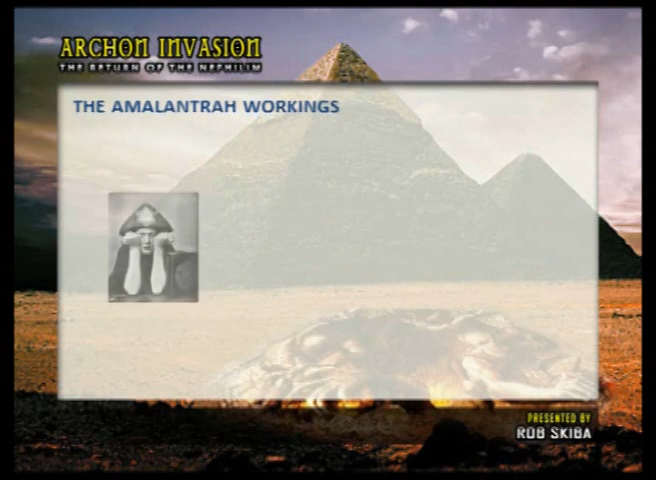 ARCHON INVASION
THE RETURN OF THE NEPHILIM
THE AMALANTRAH WORKINGS
PRESENTED BY
ROB SKIBA